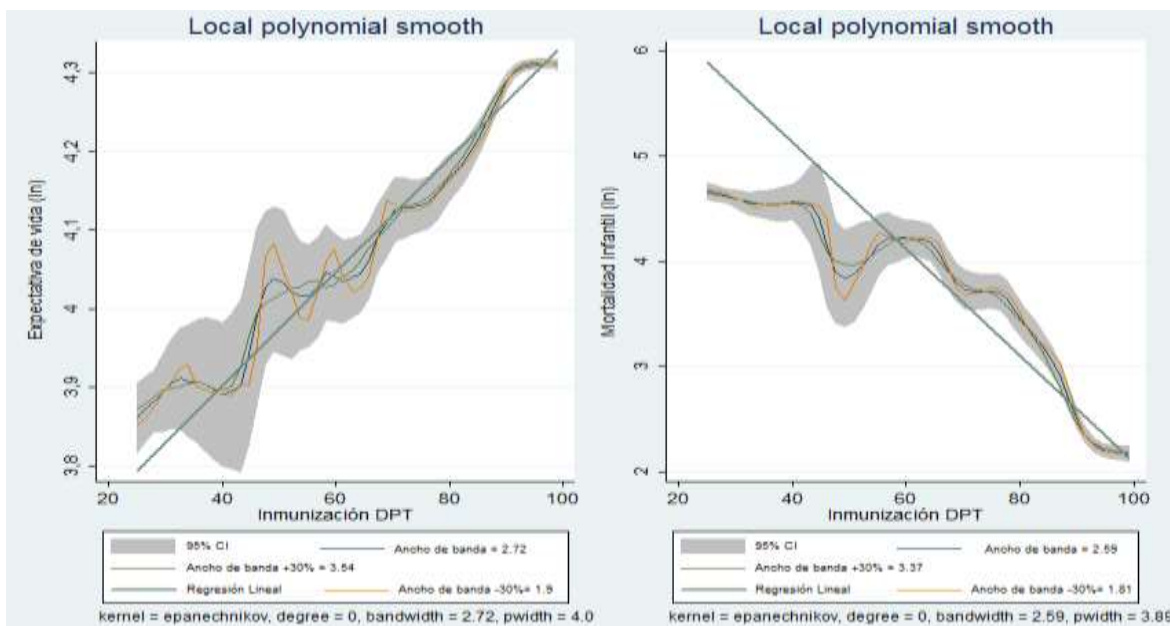 Local polynomial smooth
Expectativa de vida (ln)
4,3
4,2
4,1
4
3,9
3,8
20
40
60
80
100
Inmunización DPT
95% CI
Ancho de banda = 2.72
Ancho de banda +30% = 3.54
Regresión Lineal
Ancho de banda -30%= 1.9
kernel = epanechnikov, degree = 0, bandwidth = 2.72, pwidth = 4.0
Local polynomial smooth
Mortalidad Infantil (ln)
6
5
4
3
2
20
40
60
80
100
Inmunización DPT
95% CI
Ancho de banda = 2.59
Ancho de banda +30% = 3.37
Regresión Lineal
Ancho de banda -30%= 1.81
kernel = epanechnikov, degree = 0, bandwidth = 2.59, pwidth = 3.89